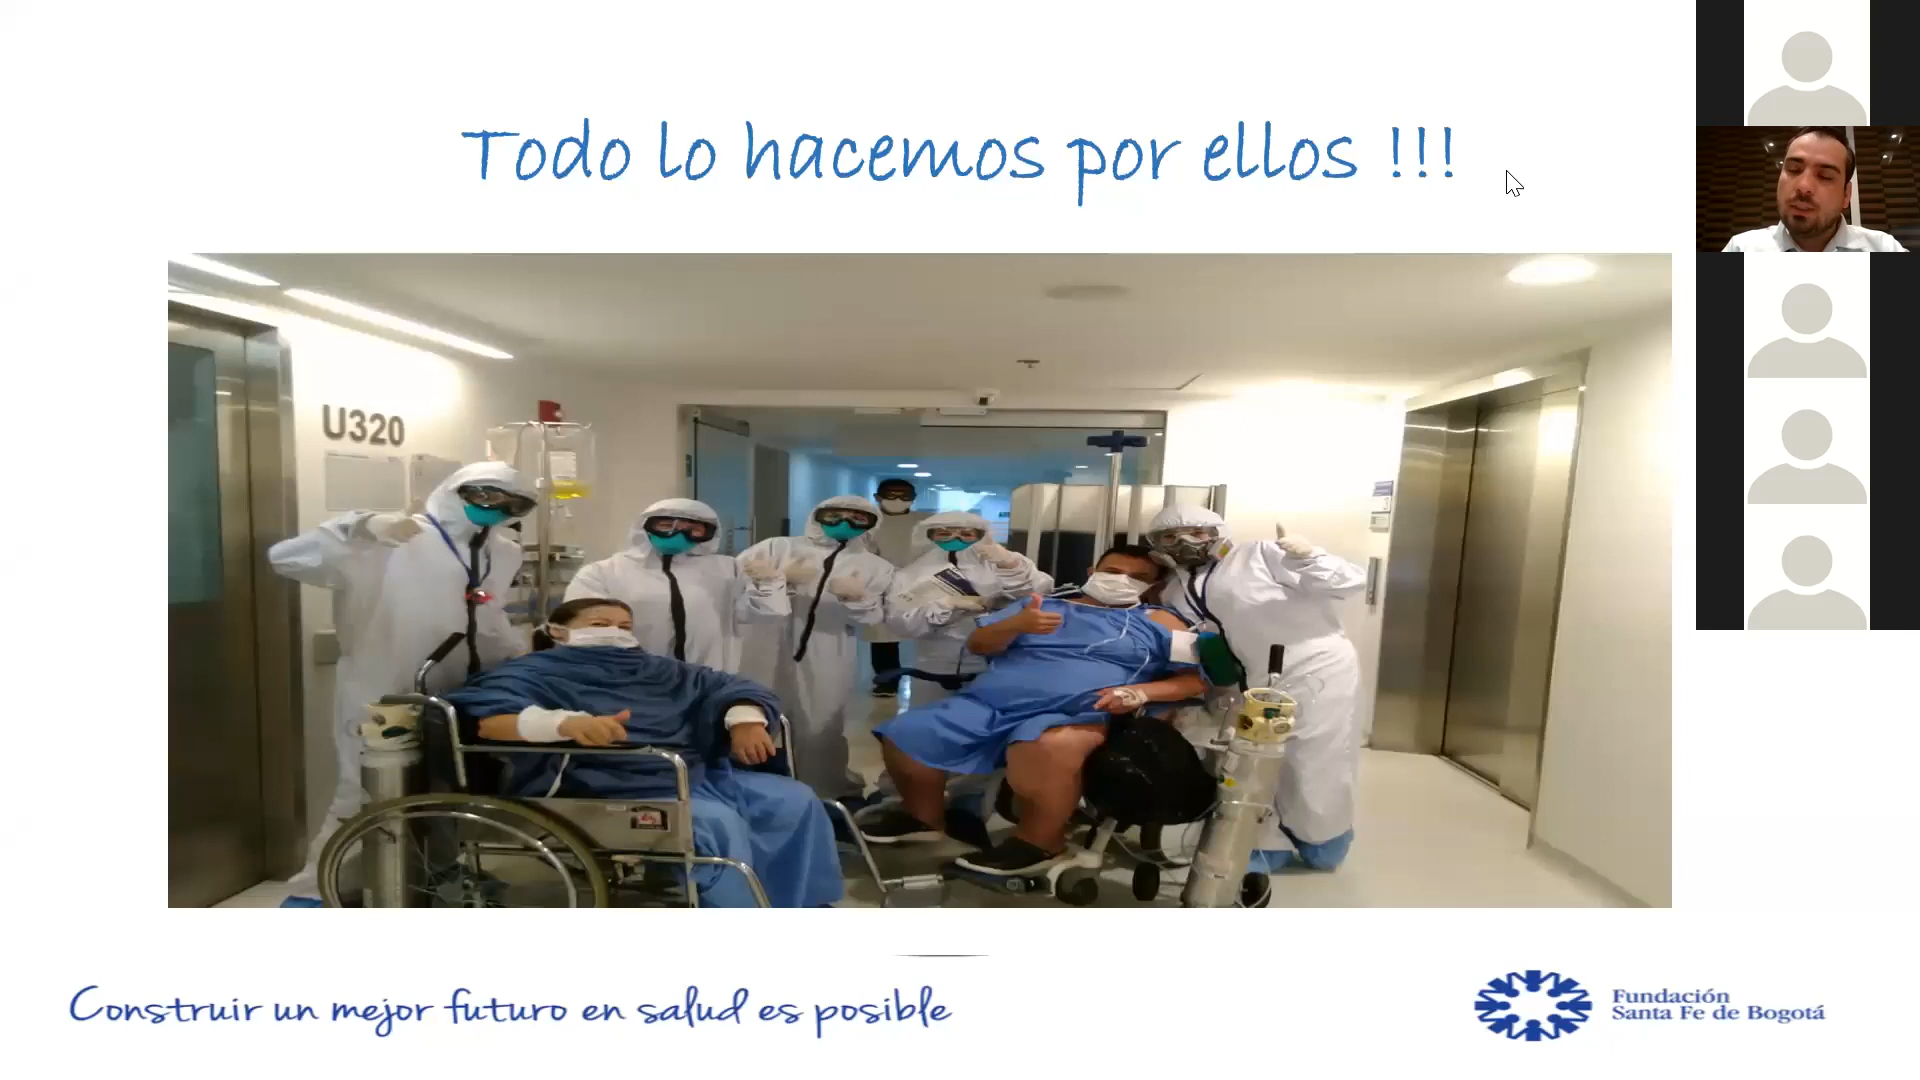 Todo lo hacemos por ellos !!!
U320
Construir un mejor futuro en salud es posible
Fundación
Santa Fe de Bogotá